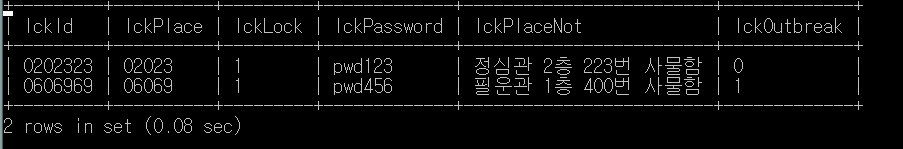 | lckId | lckPlace | lckLock | lckPassword | lckPlaceNot | lckOutbreak |
| 0202323 | 02023 | 1 | pwd123 | 정심관 2층 223번 사물함 | 0 |
| 0606969 | 06069 | 1 | pwd456 | 필운관 1층 400번 사물함 | 1 |
2 rows in set (0.08 sec)